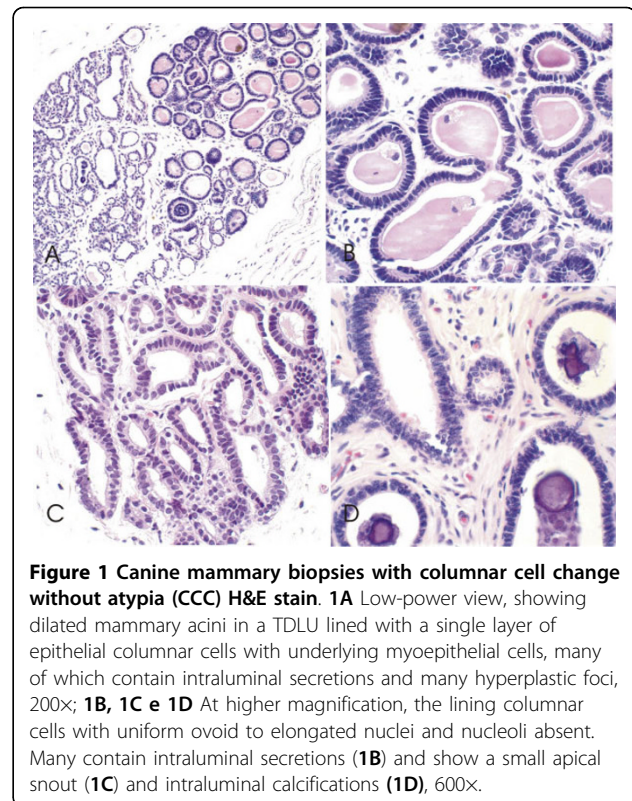 A
B
C
D
Figure 1 Canine mammary biopsies with columnar cell change
without atypia (CCC) H&E stain. 1A Low-power view, showing
dilated mammary acini in a TDLU lined with a single layer of
epithelial columnar cells with underlying myoepithelial cells, many
of which contain intraluminal secretions and many hyperplastic foci,
200×; 1B, 1C e 1D At higher magnification, the lining columnar
cells with uniform ovoid to elongated nuclei and nucleoli absent.
Many contain intraluminal secretions (1B) and show a small apical
snout (1C) and intraluminal calcifications (1D), 600×.